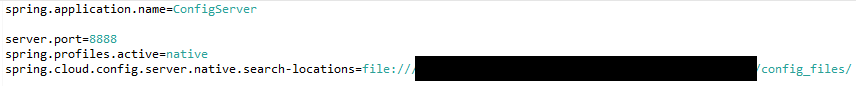 spring.application.name=ConfigServer
server.port=8888
spring.profiles.active=native
spring.cloud.config.server.native.search-locations=file:///
/config_files/